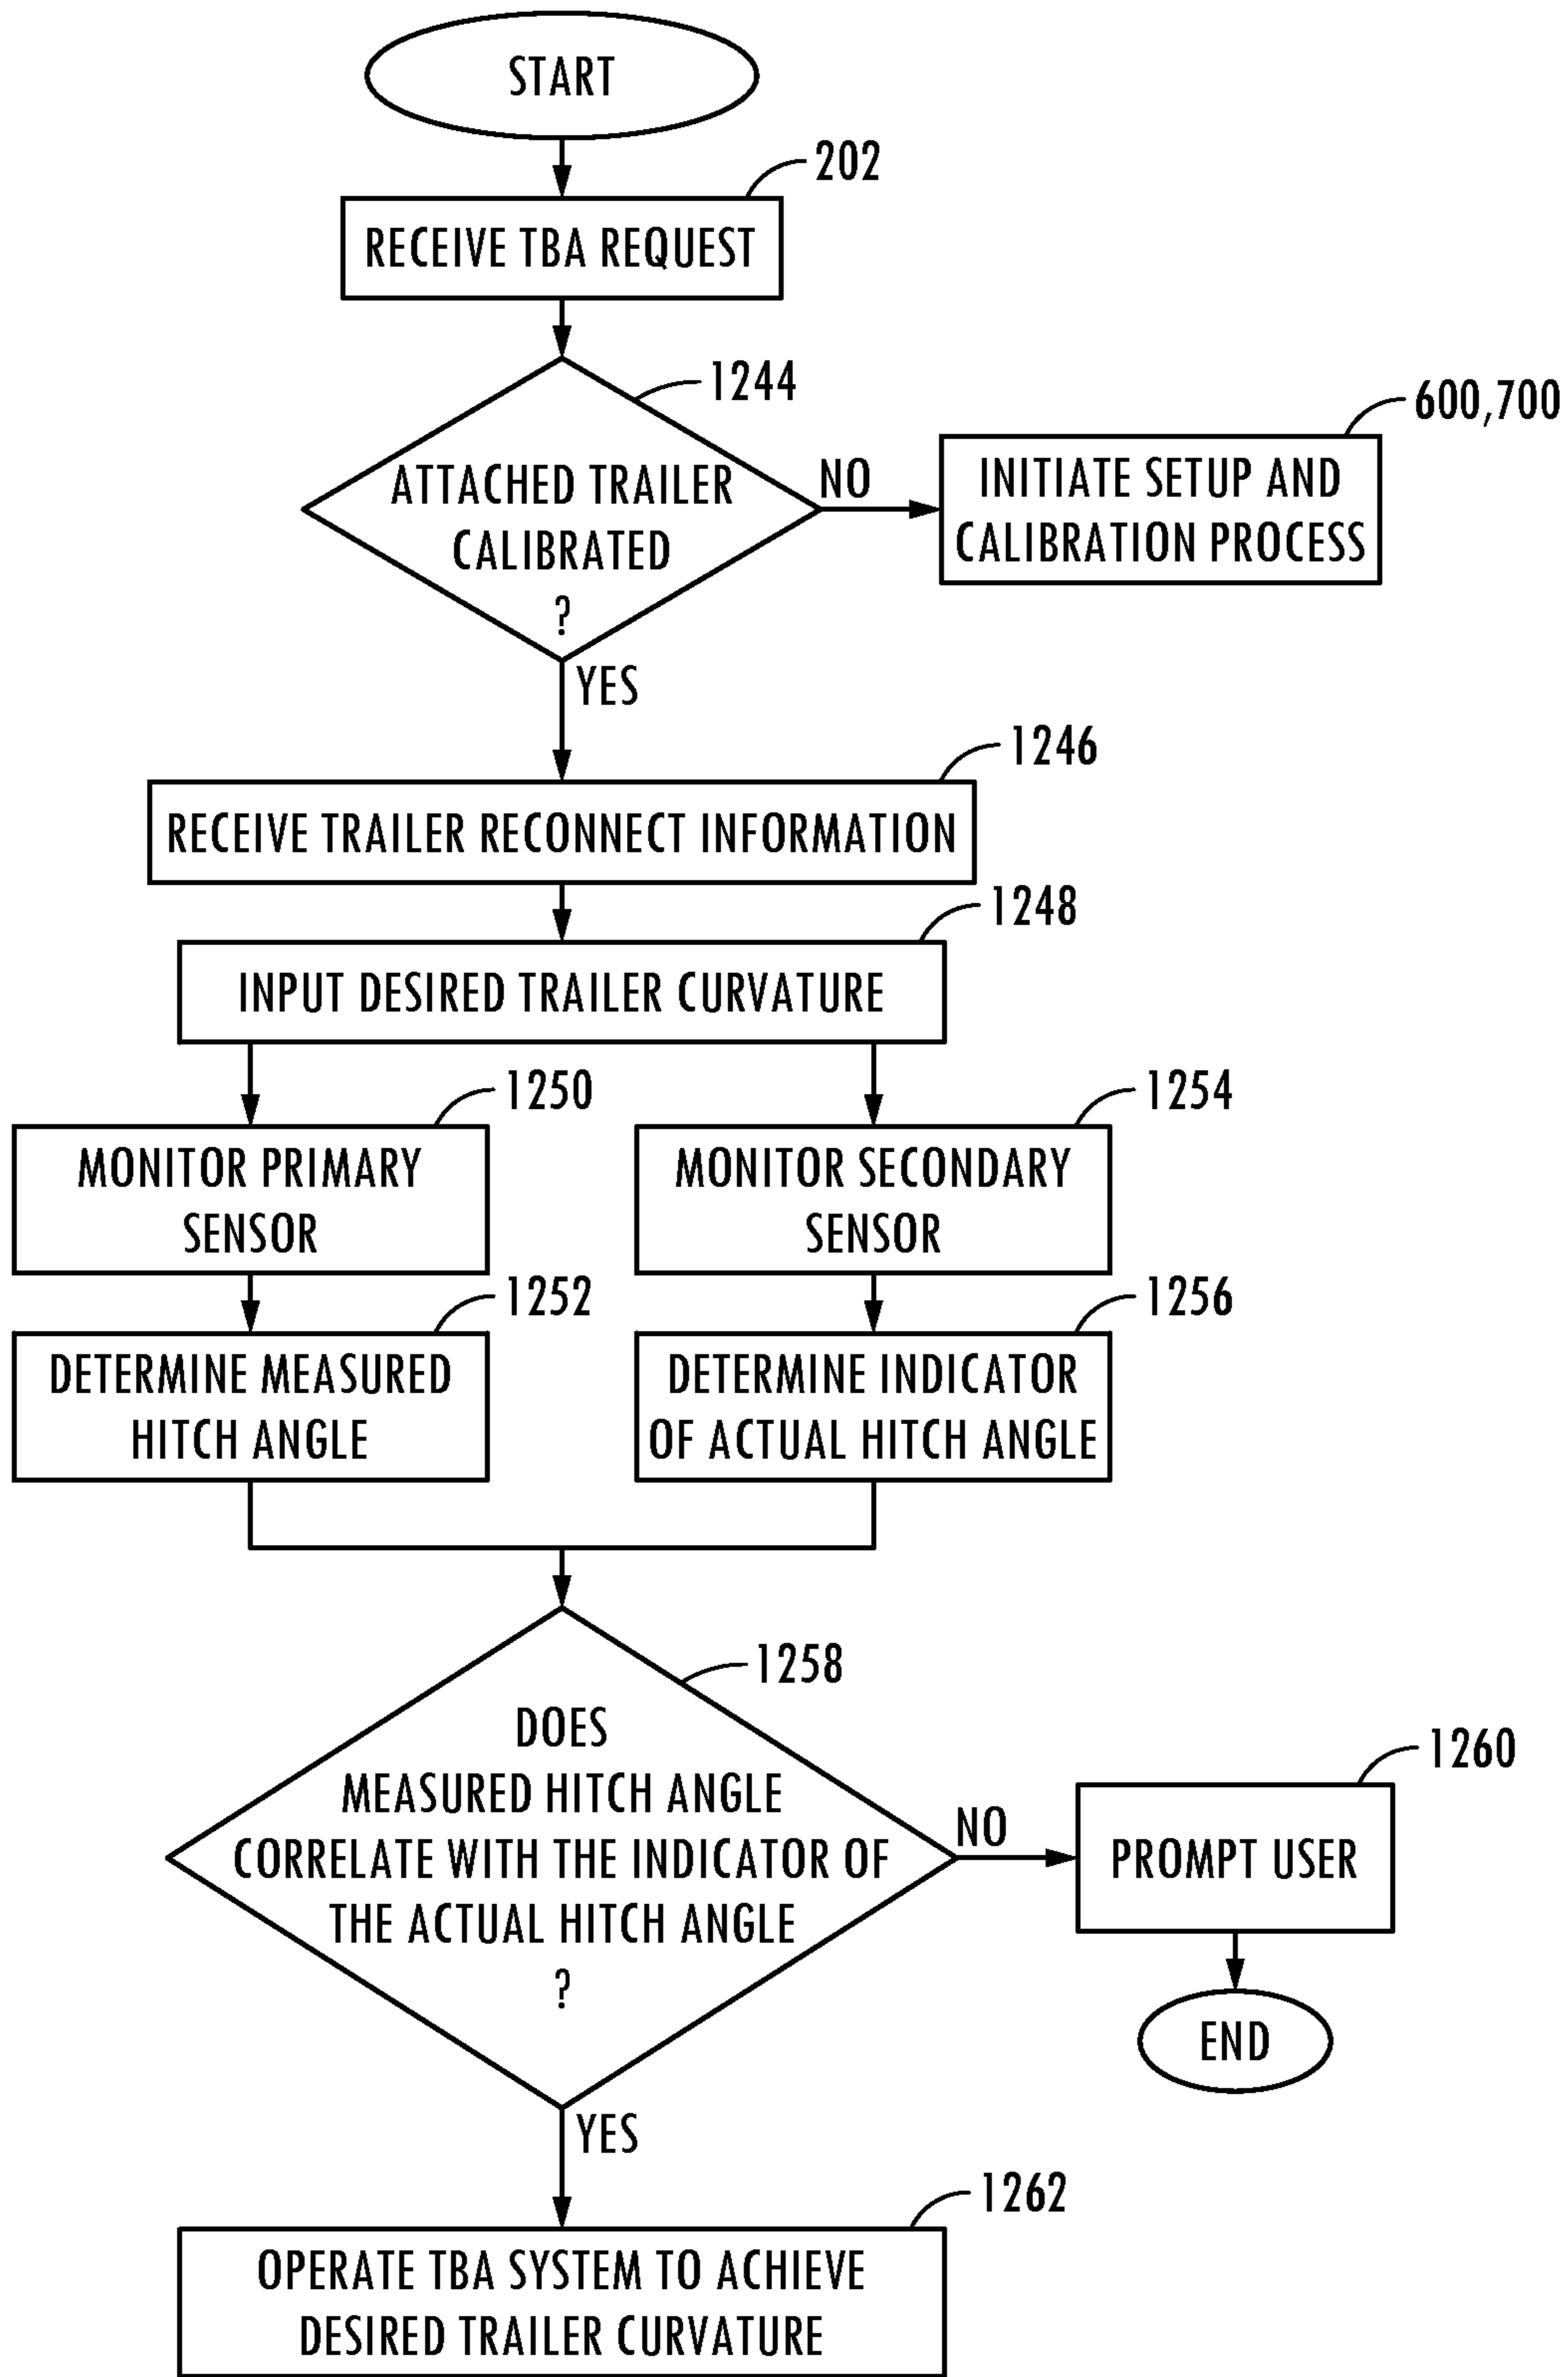 START
202
RECEIVE TBA REQUEST
1244
600,700
ATTACHED TRAILER
CALIBRATED
?
NO
INITIATE SETUP AND
CALIBRATION PROCESS
YES
1246
RECEIVE TRAILER RECONNECT INFORMATION
1248
INPUT DESIRED TRAILER CURVATURE
1250
MONITOR PRIMARY
SENSOR
1254
MONITOR SECONDARY
SENSOR
1252
DETERMINE MEASURED
HITCH ANGLE
1256
DETERMINE INDICATOR
OF ACTUAL HITCH ANGLE
1258
DOES
MEASURED HITCH ANGLE
CORRELATE WITH THE INDICATOR OF
THE ACTUAL HITCH ANGLE
?
NO
1260
PROMPT USER
END
YES
1262
OPERATE TBA SYSTEM TO ACHIEVE
DESIRED TRAILER CURVATURE